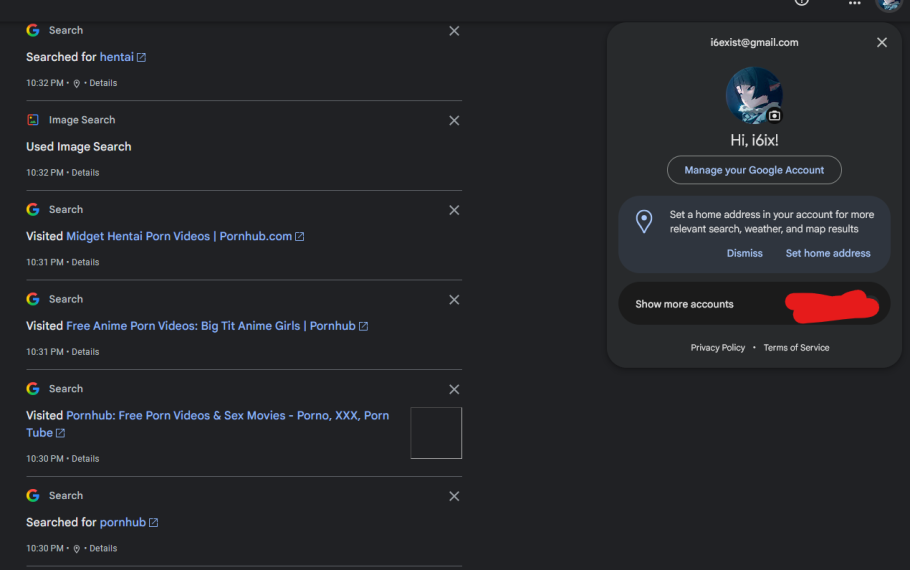 Search
Searched for hentai
10:32 PM • • Details
Image Search
Used Image Search
10:32 PM • Details
Search
Visited Midget Hentai Porn Videos | Pornhub.com
10:31 PM • Details
Search
Visited Free Anime Porn Videos: Big Tit Anime Girls | Pornhub
10:31 PM • Details
Search
Visited Pornhub: Free Porn Videos & Sex Movies - Porno, XXX, Porn
Tube
10:30 PM • Details
Search
Searched for pornhub
10:30 PM • • Details
i6exist@gmail.com
Hi, i6ix!
Manage your Google Account
Set a home address in your account for more
relevant search, weather, and map results
Dismiss Set home address
Show more accounts
Privacy Policy • Terms of Service